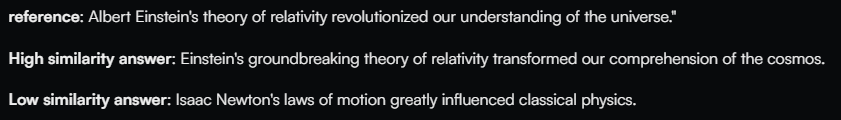 reference: Albert Einstein's theory of relativity revolutionized our understanding of the universe."
High similarity answer: Einstein's groundbreaking theory of relativity transformed our comprehension of the cosmos.
Low similarity answer: Isaac Newton's laws of motion greatly influenced classical physics.